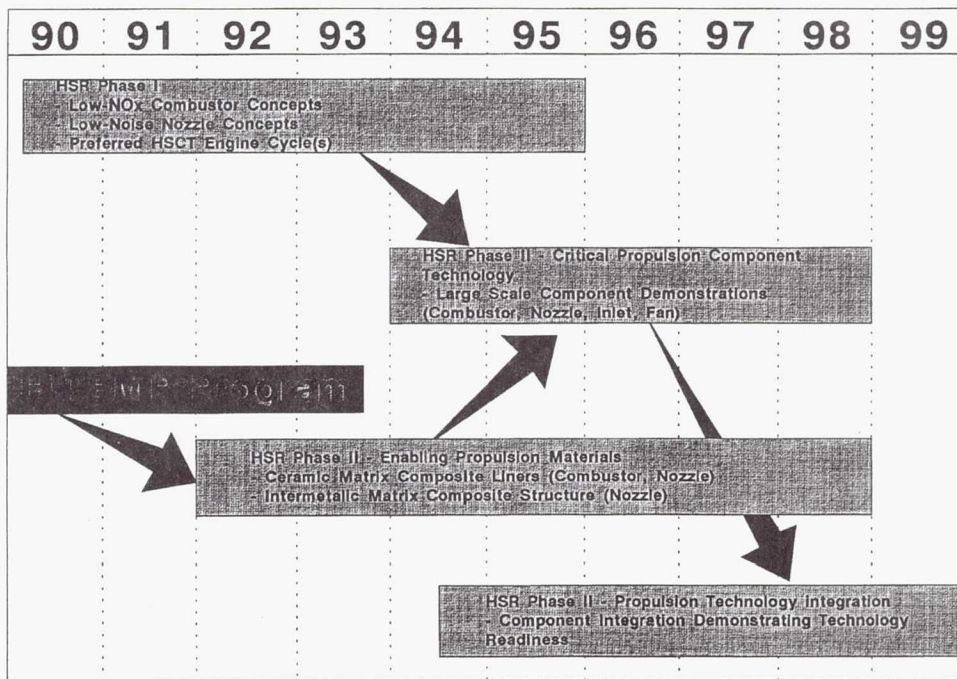 90 91 92 93 94 95 96 97 98 99
HSR Phase I
- Low-NOx Combustor Concepts
- Low-Noise Nozzle Concepts
- Preferred HSCT Engine Cycle(s)
HSR Phase II - Critical Propulsion Component
Technology
- Large Scale Component Demonstrations
(Combustor, Nozzle, Inlet, Fan)
Program
HSR Phase II - Enabling Propulsion Materials
- Ceramic Matrix Composite Liners (Combustor, Nozzle)
- Intermetalic Matrix Composite Structure (Nozzle)
HSR Phase II - Propulsion Technology Integration
- Component Integration Demonstrating Technology
Readiness